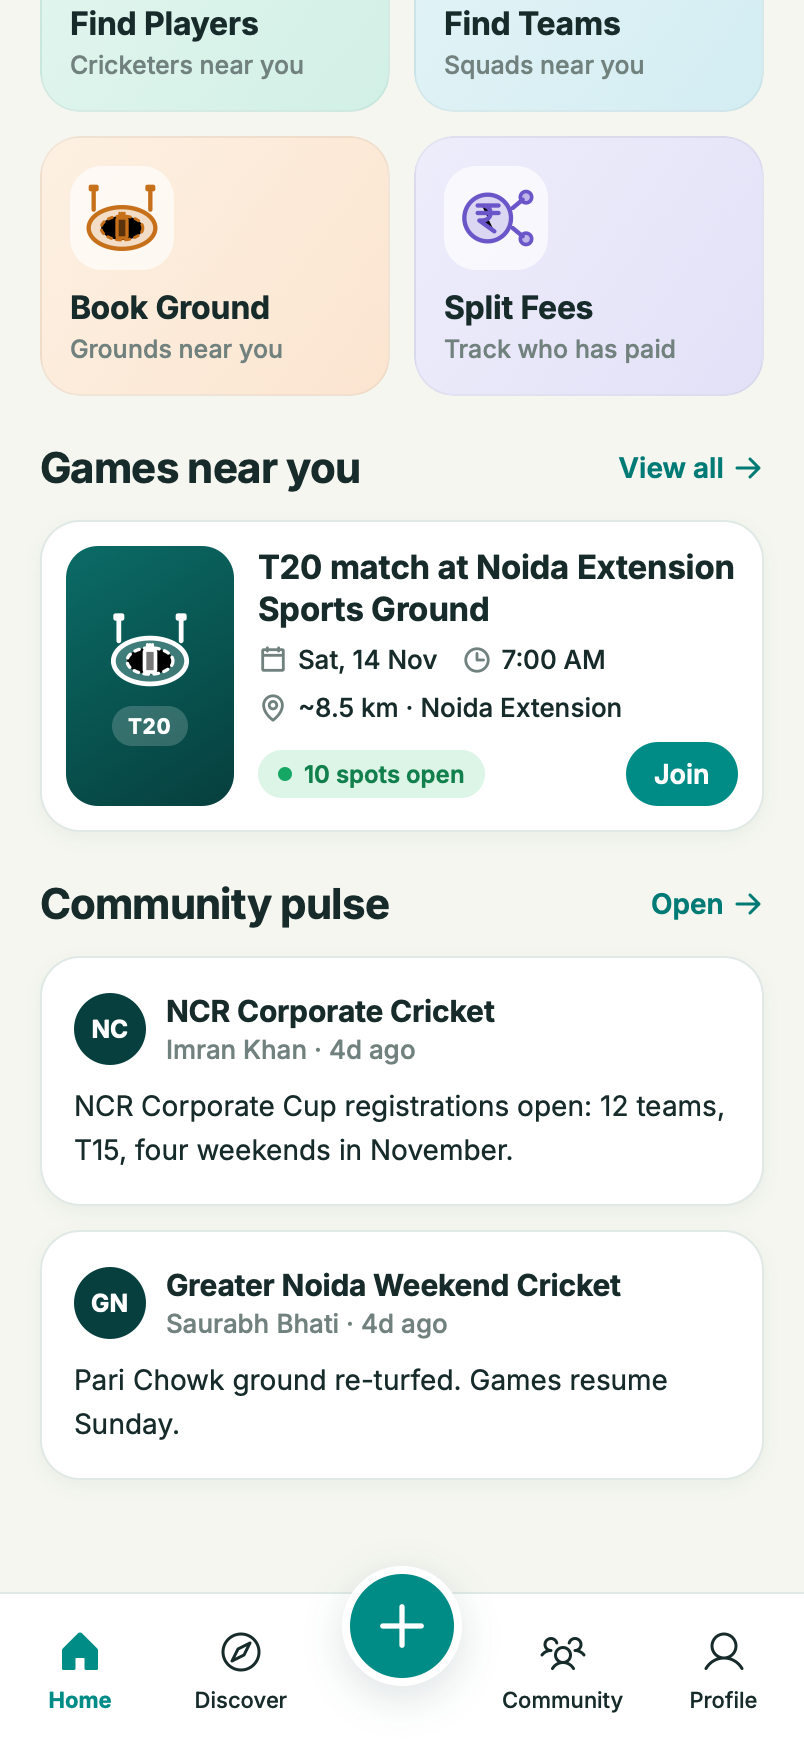 Find Players
Cricketers near you
Find Teams
Squads near you
Book Ground
Grounds near you
₹
Split Fees
Track who has paid
Games near you
View all →
T20
T20 match at Noida Extension
Sports Ground
Sat, 14 Nov
7:00 AM
~8.5 km · Noida Extension
10 spots open
Join
Community pulse
Open →
NC
NCR Corporate Cricket
Imran Khan · 4d ago
NCR Corporate Cup registrations open: 12 teams,
T15, four weekends in November.
GN
Greater Noida Weekend Cricket
Saurabh Bhati · 4d ago
Pari Chowk ground re-turfed. Games resume
Sunday.
Home
Discover
Community
Profile